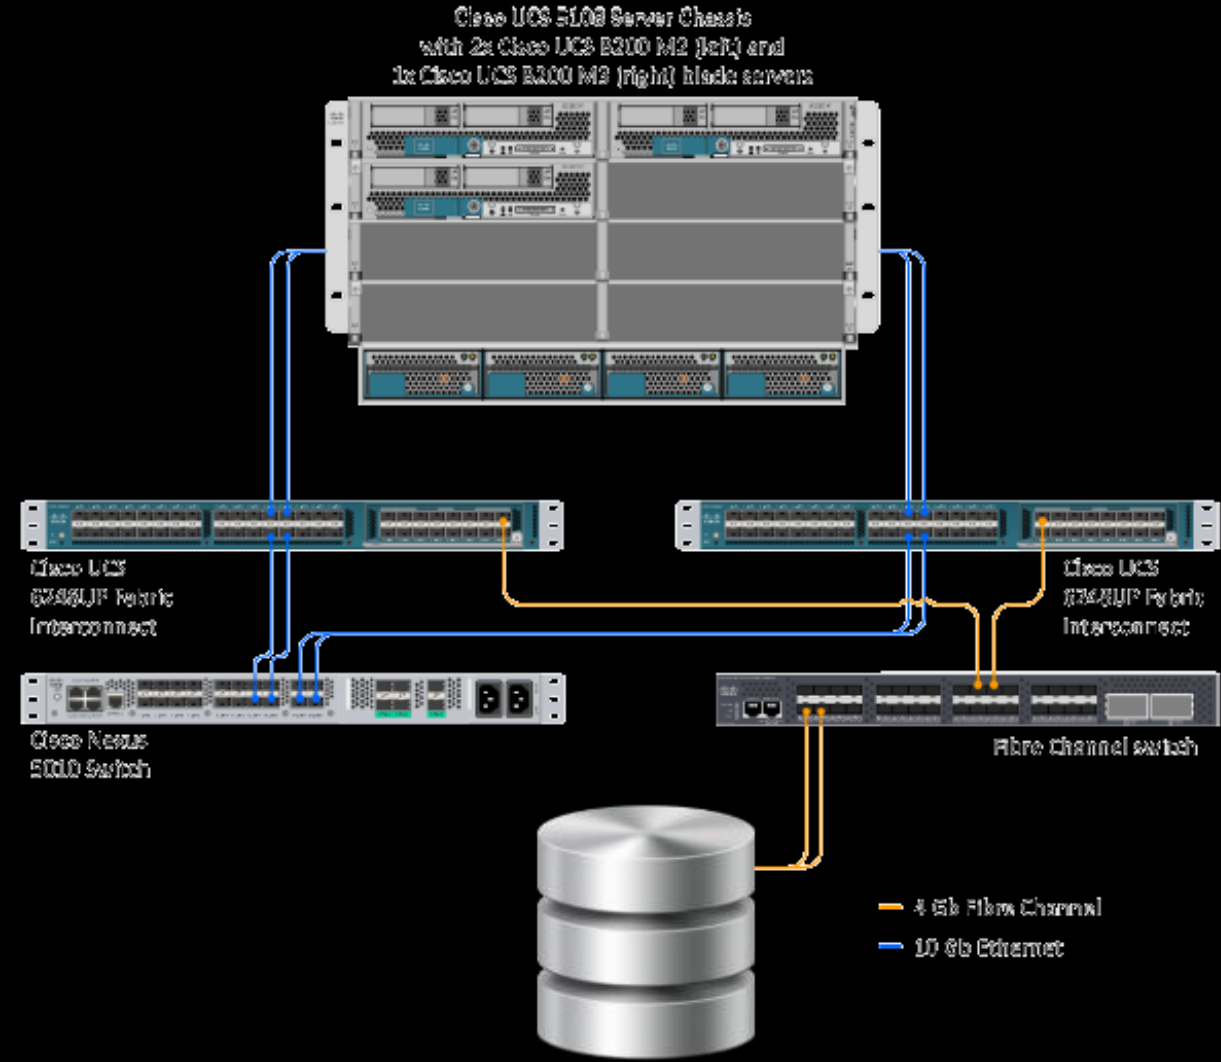 Cisco UCS 5108 Server Chassis
with 2x Cisco UCS B200 M2 (left) and
1x Cisco UCS B200 M3 (right) blade servers
Cisco UCS
6248UP Fabric
Interconnect
Cisco UCS
6248UP Fabric
Interconnect
Cisco Nexus
5010 Switch
Fibre Channel switch
4 Gb Fibre Channel
10 Gb Ethernet